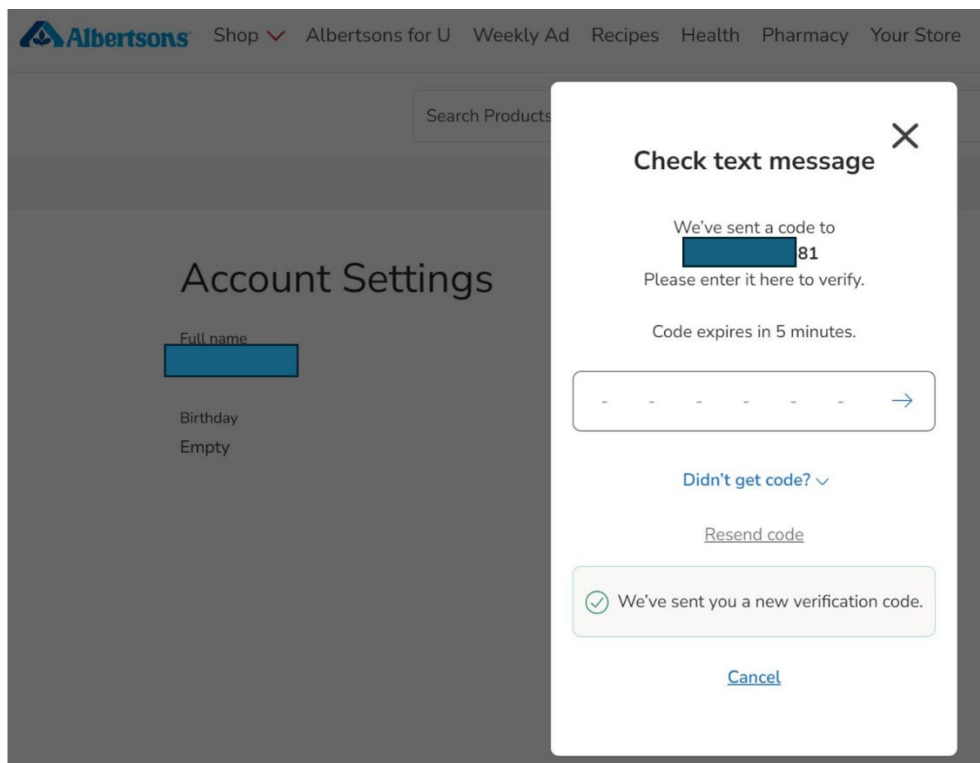 Albertsons Shop Albertsons for U Weekly Ad Recipes Health Pharmacy Your Store
Search Products
Check text message
We've sent a code to
81
Please enter it here to verify.
Code expires in 5 minutes.
- - - - - -
Didn't get code?
Resend code
We've sent you a new verification code.
Cancel
Account Settings
Full name
Birthday
Empty